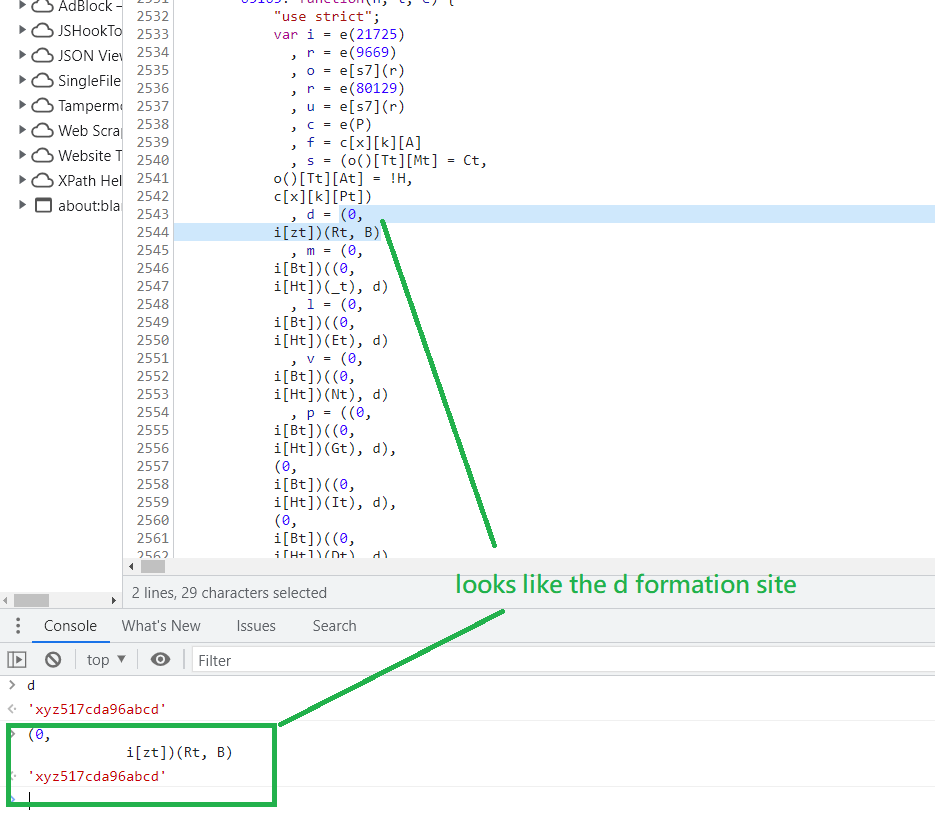 AdBlock –
JSHookTo
JSON View
SingleFile
Tamperm
Web Scra
Website T
XPath Hel
about:bla
2532 "use strict";
2533 var i = e(21725)
2534 , r = e(9669)
2535 , o = e[s7](r)
2536 , r = e(80129)
2537 , u = e[s7](r)
2538 , c = e(P)
2539 , f = c[x][k][A]
2540 , s = (o()[Tt][Mt] = Ct,
2541 o()[Tt][At] = !H,
2542 c[x][k][Pt])
2543 , d = (0,
2544 i[zt])(Rt, B)
2545 , m = (0,
2546 i[Bt])((0,
2547 i[Ht])(_t), d)
2548 , l = (0,
2549 i[Bt])((0,
2550 i[Ht])(Et), d)
2551 , v = (0,
2552 i[Bt])((0,
2553 i[Ht])(Nt), d)
2554 , p = ((0,
2555 i[Bt])((0,
2556 i[Ht])(Gt), d),
2557 (0,
2558 i[Bt])((0,
2559 i[Ht])(It), d),
2560 (0,
2561 i[Bt])((0,
2562 i[Ht])(Dt), d)
2 lines, 29 characters selected
looks like the d formation site
Console What's New Issues Search
top ▼ Filter
> d
'xyz517cda96abcd'
(0,
i[zt])(Rt, B)
'xyz517cda96abcd'